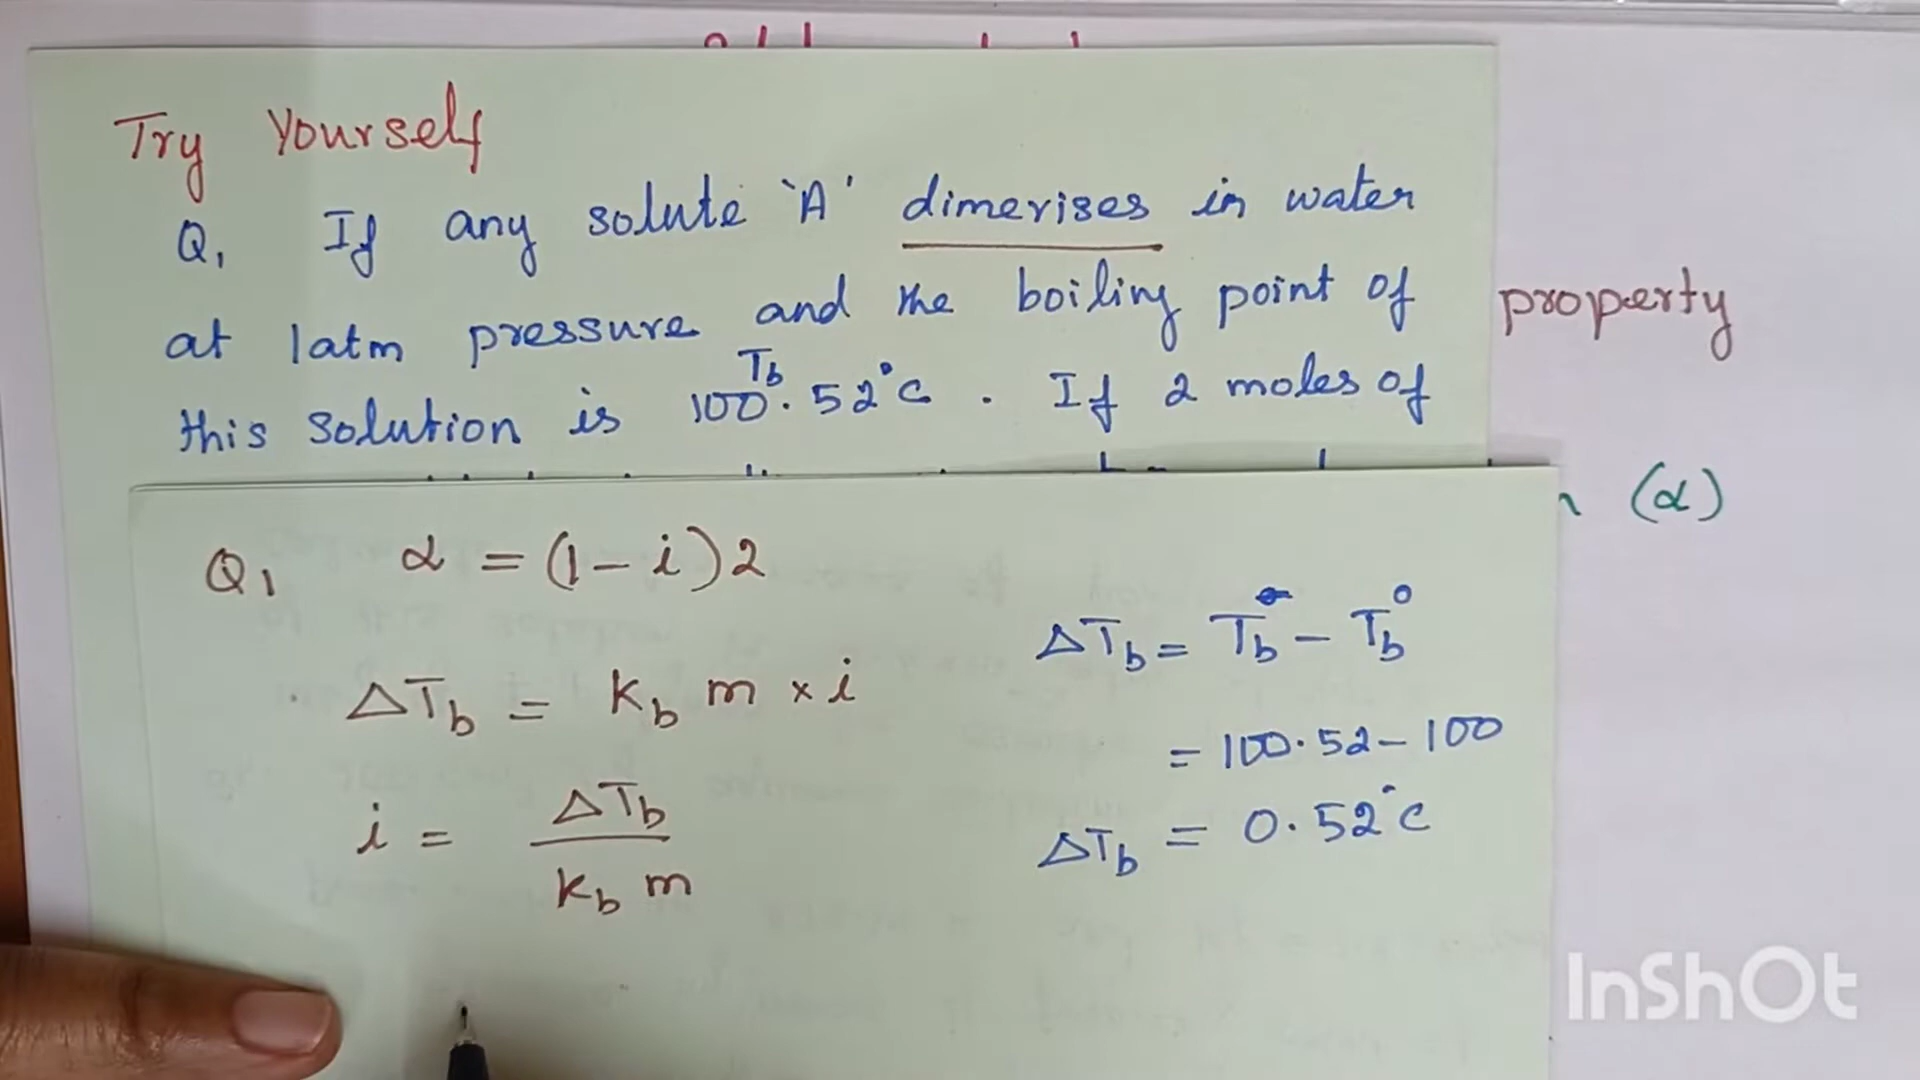 Try Yourself
Q1 If any solute 'A' dimerises in water
at 1atm pressure and the boiling point of
Tb
this solution is 100.52°C. If 2 moles of
property
(α)
Q1 α = (1-i)2
ΔTb = Kb m × i
i = ΔTb / Kb m
ΔTb = Tb - Tb°
= 100.52-100
ΔTb = 0.52°C
InShOt